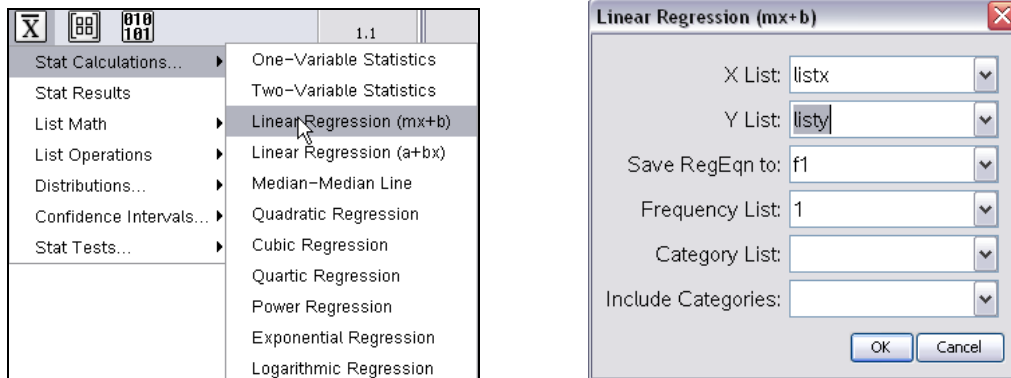 X
010
101
1.1
Stat Calculations...
Stat Results
List Math
List Operations
Distributions...
Confidence Intervals...
Stat Tests...
One-Variable Statistics
Two-Variable Statistics
Linear Regression (mx+b)
Linear Regression (a+bx)
Median-Median Line
Quadratic Regression
Cubic Regression
Quartic Regression
Power Regression
Exponential Regression
Logarithmic Regression
Linear Regression (mx+b)
X List: listx
Y List: listy
Save RegEqn to: f1
Frequency List: 1
Category List:
Include Categories:
OK Cancel